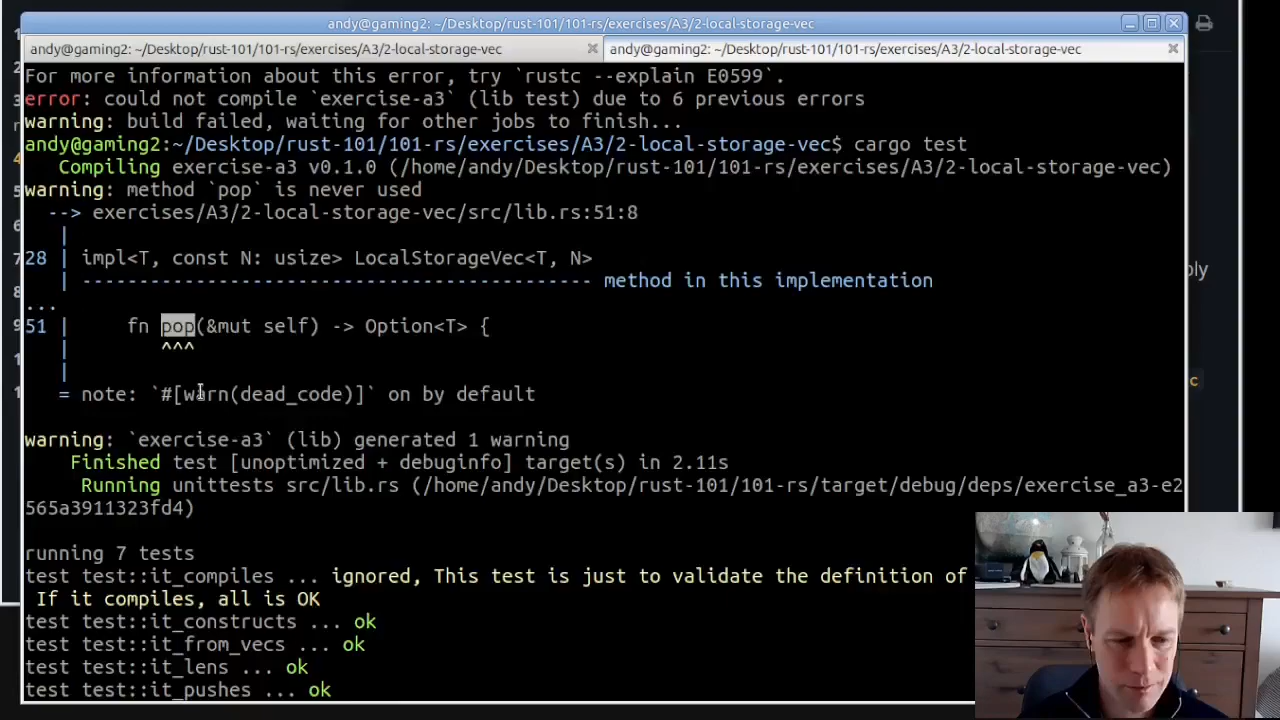 andy@gaming2: ~/Desktop/rust-101/101-rs/exercises/A3/2-local-storage-vec
andy@gaming2: ~/Desktop/rust-101/101-rs/exercises/A3/2-local-storage-vec
andy@gaming2: ~/Desktop/rust-101/101-rs/exercises/A3/2-local-storage-vec
For more information about this error, try `rustc --explain E0599`.
error: could not compile `exercise-a3` (lib test) due to 6 previous errors
warning: build failed, waiting for other jobs to finish...
andy@gaming2:~/Desktop/rust-101/101-rs/exercises/A3/2-local-storage-vec$ cargo test
Compiling exercise-a3 v0.1.0 (/home/andy/Desktop/rust-101/101-rs/exercises/A3/2-local-storage-vec)
warning: method `pop` is never used
--> exercises/A3/2-local-storage-vec/src/lib.rs:51:8
|
28 | impl<T, const N: usize> LocalStorageVec<T, N>
| --------------------------------------------- method in this implementation
...
51 | fn pop(&mut self) -> Option<T> {
| ^^^
|
= note: `#[warn(dead_code)]` on by default
warning: `exercise-a3` (lib) generated 1 warning
Finished test [unoptimized + debuginfo] target(s) in 2.11s
Running unittests src/lib.rs (/home/andy/Desktop/rust-101/101-rs/target/debug/deps/exercise_a3-e2
565a3911323fd4)
running 7 tests
test test::it_compiles ... ignored, This test is just to validate the definition of
If it compiles, all is OK
test test::it_constructs ... ok
test test::it_from_vecs ... ok
test test::it_lens ... ok
test test::it_pushes ... ok